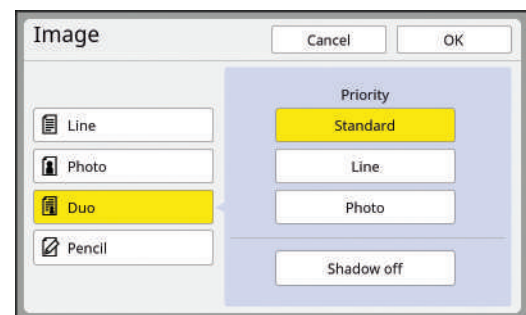 Image
Cancel
OK
Line
Photo
Duo
Pencil
Priority
Standard
Line
Photo
Shadow off